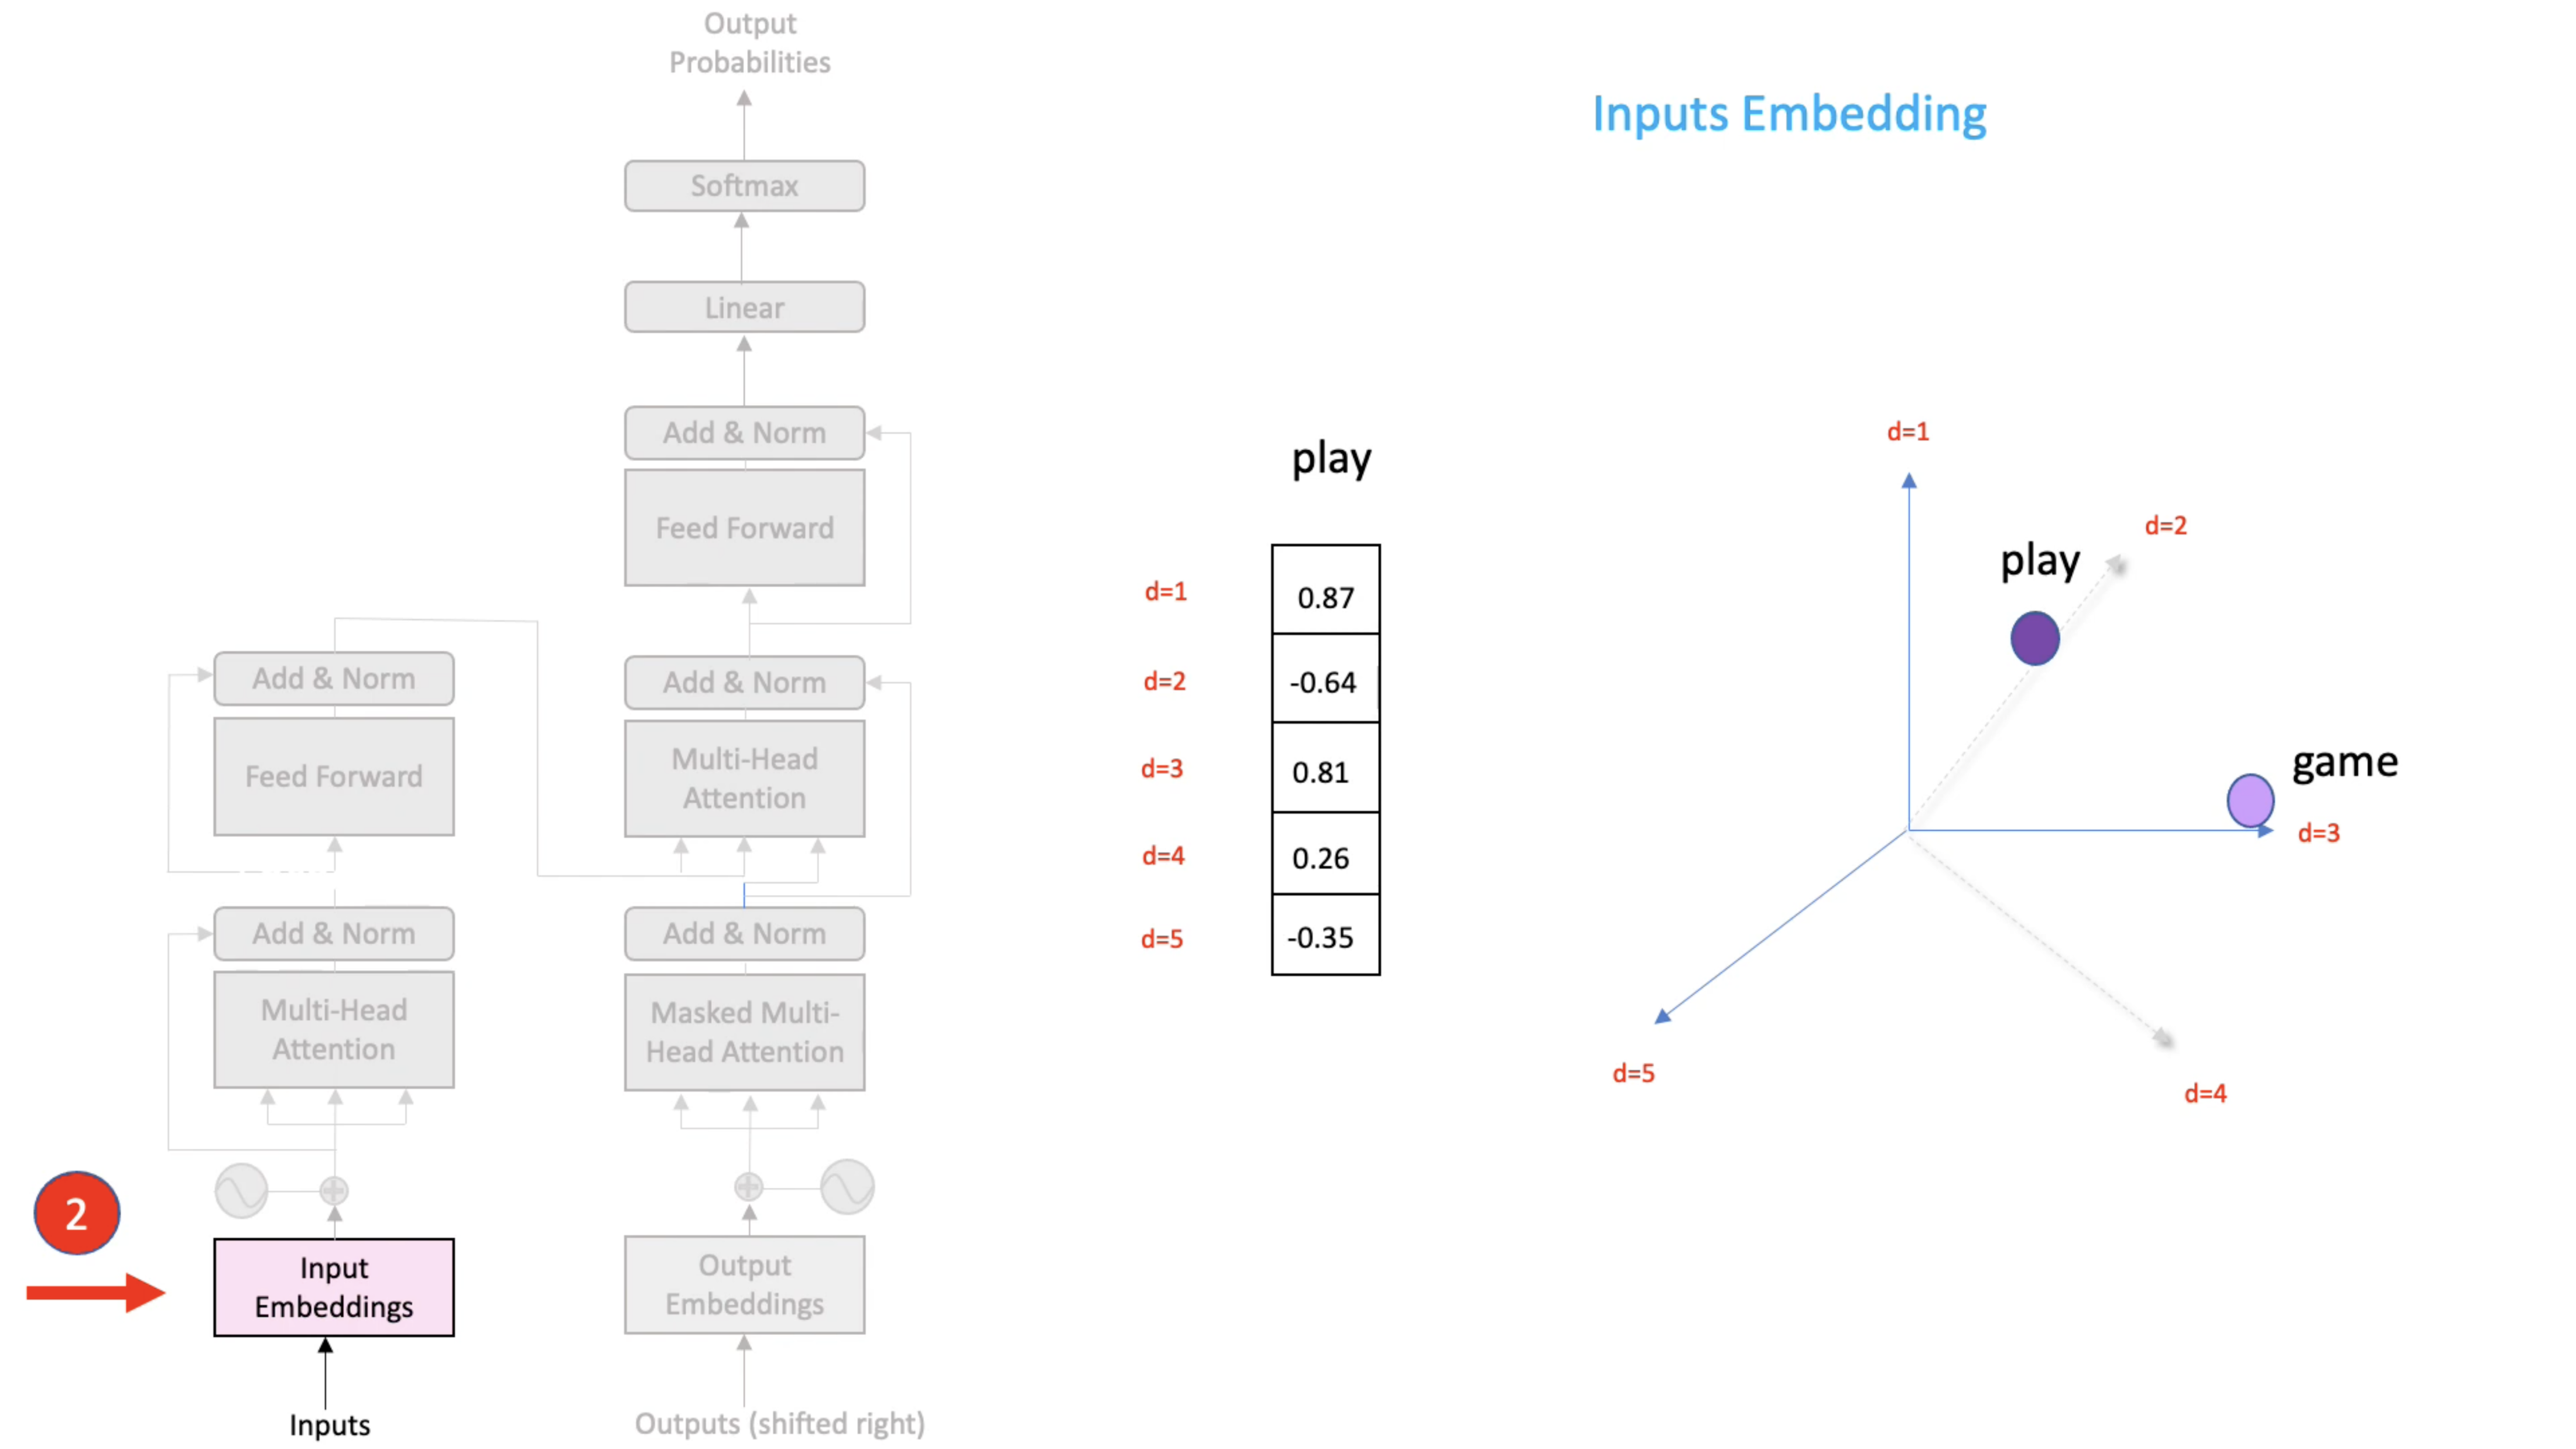 Output
Probabilities
Softmax
Linear
Add & Norm
Feed Forward
Add & Norm
Multi-Head
Attention
Add & Norm
Masked Multi-
Head Attention
Output
Embeddings
Outputs (shifted right)
Add & Norm
Feed Forward
Add & Norm
Multi-Head
Attention
2
Input
Embeddings
Inputs
Inputs Embedding
play
d=1 0.87
d=2 -0.64
d=3 0.81
d=4 0.26
d=5 -0.35
d=1
d=2
play
game
d=3
d=5
d=4